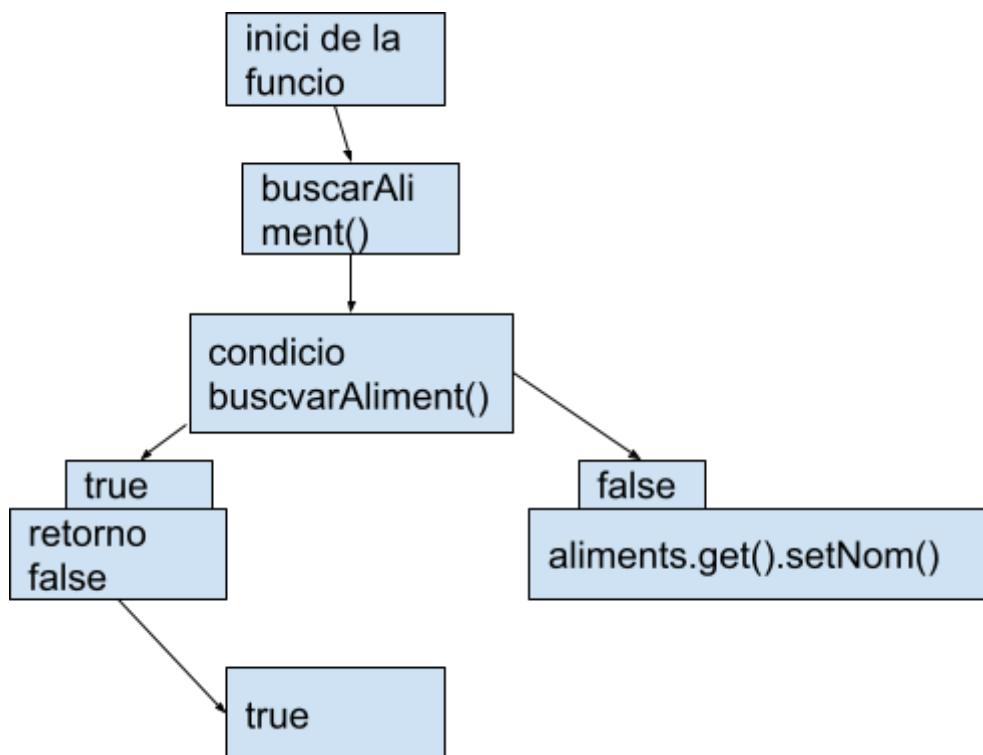 inici de la
funcio
buscarAli
ment()
condicio
buscvarAliment()
true
false
retorno
false
aliments.get().setNom()
true